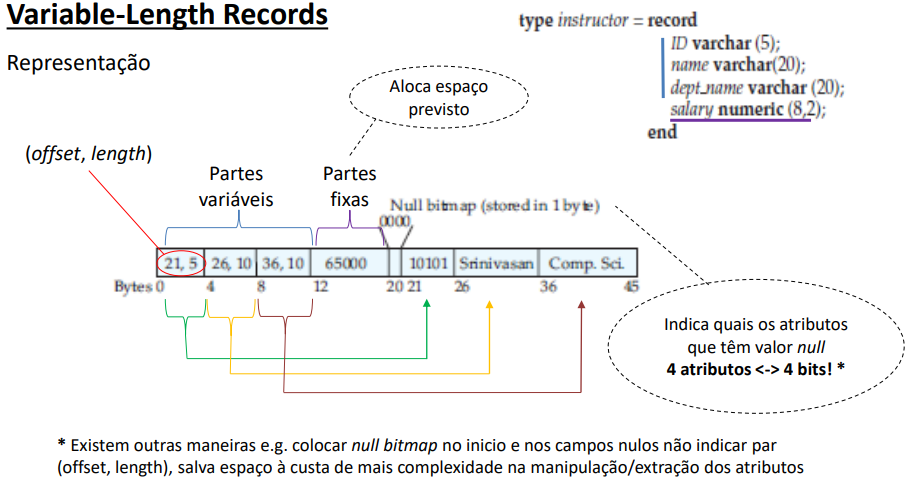 Variable-Length Records
type instructor = record
ID varchar (5);
name varchar(20);
dept_name varchar (20);
salary numeric (8,2);
end
Representação
Aloca espaço
previsto
(offset, length)
Partes
variáveis
Partes
fixas
Null bitmap (stored in 1 byte)
0000
21, 5 26, 10 36, 10 65000 10101 Srinivasan Comp. Sci.
Bytes 0 4 8 12 20 21 26 36 45
Indica quais os atributos
que têm valor null
4 atributos <-> 4 bits! *
* Existem outras maneiras e.g. colocar null bitmap no inicio e nos campos nulos não indicar par
(offset, length), salva espaço à custa de mais complexidade na manipulação/extração dos atributos